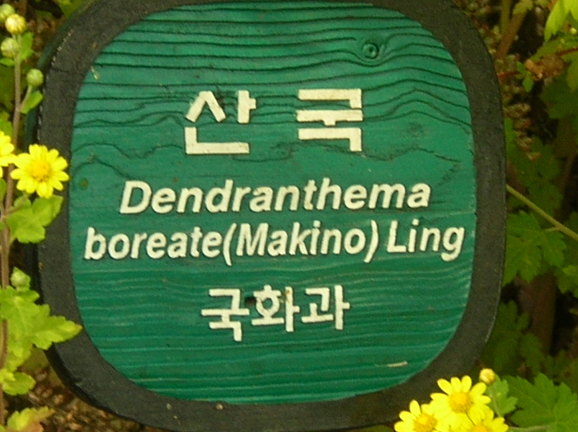 산국
Dendranthema
boreate(Makino) Ling
국화과